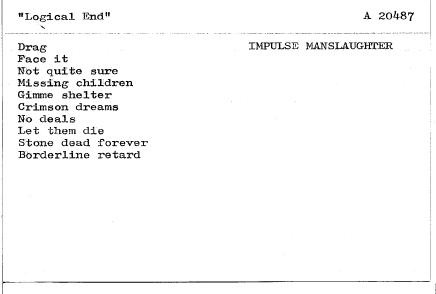 "Logical End" A 20487
Drag IMPULSE MANSLAUGHTER
Face it
Not quite sure
Missing children
Gimme shelter
Crimson dreams
No deals
Let them die
Stone dead forever
Borderline retard